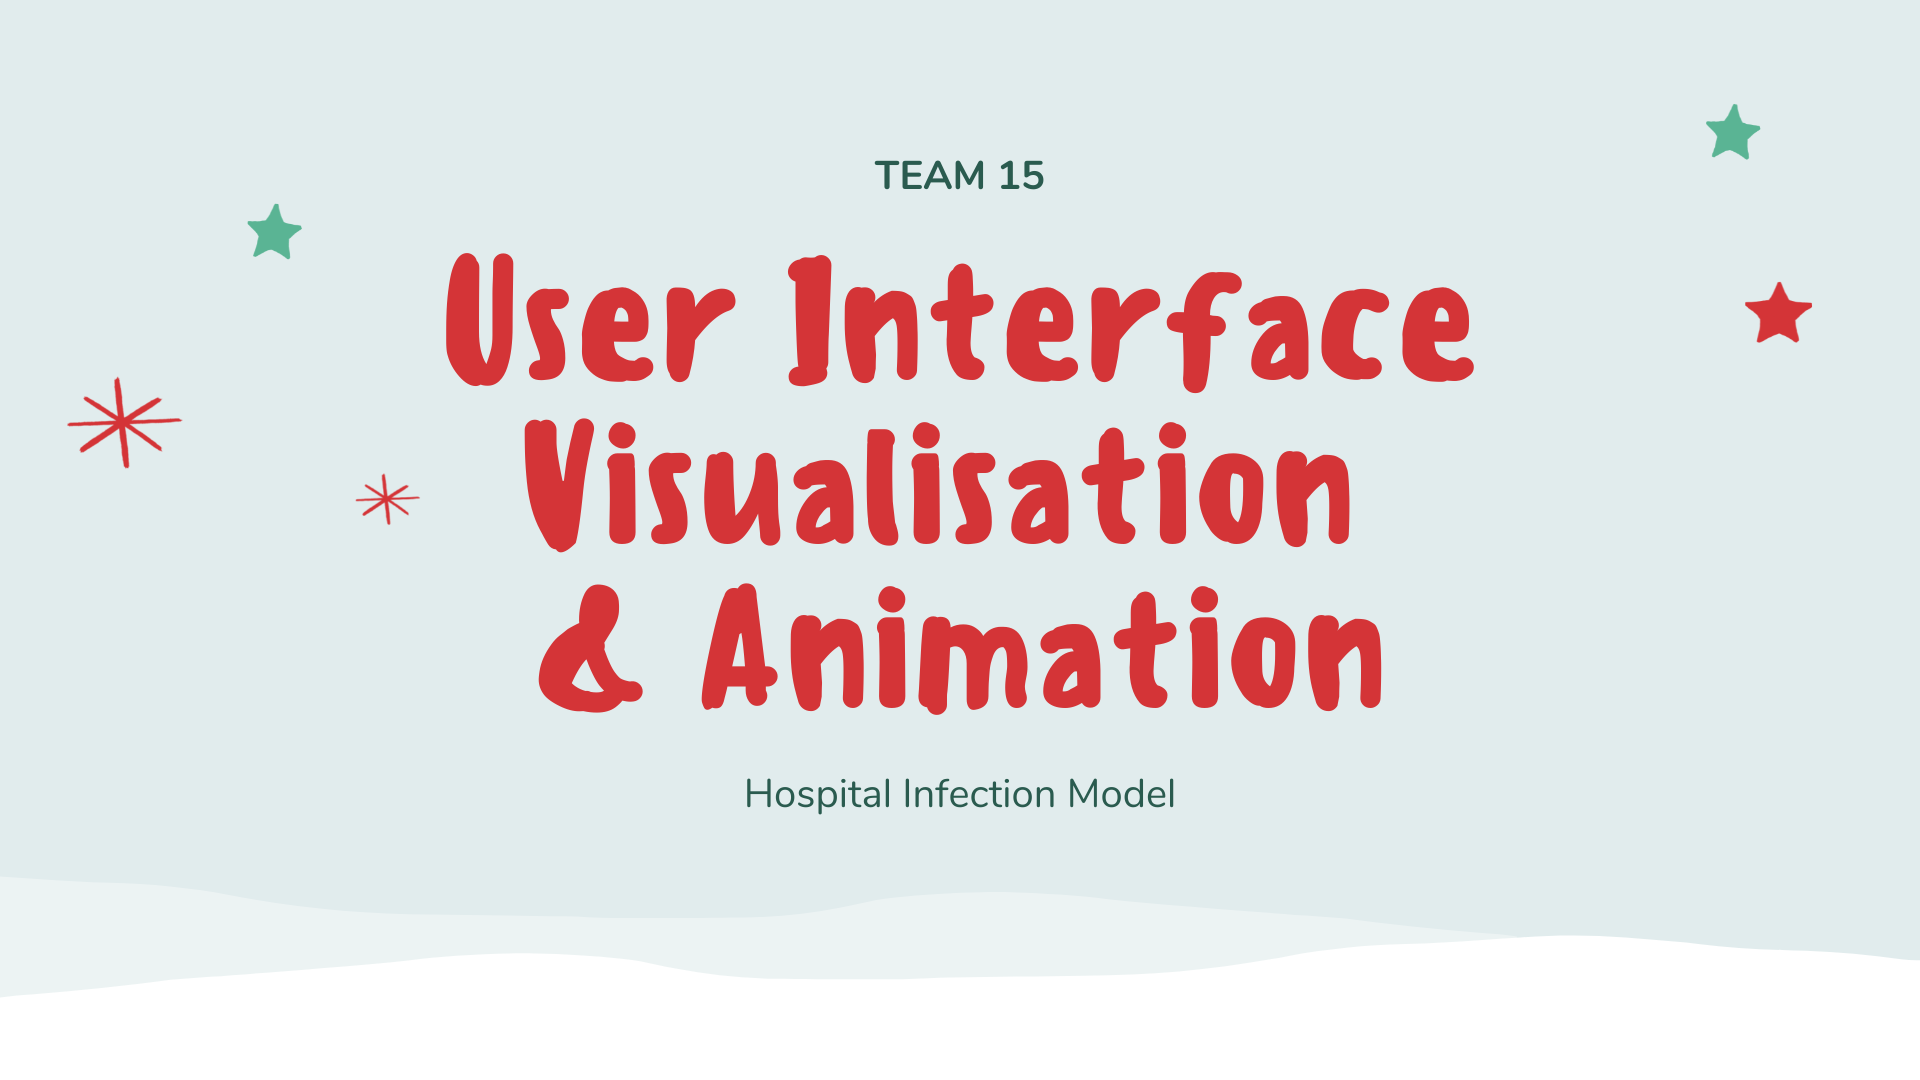 TEAM 15
User Interface
Visualisation
& Animation
Hospital Infection Model